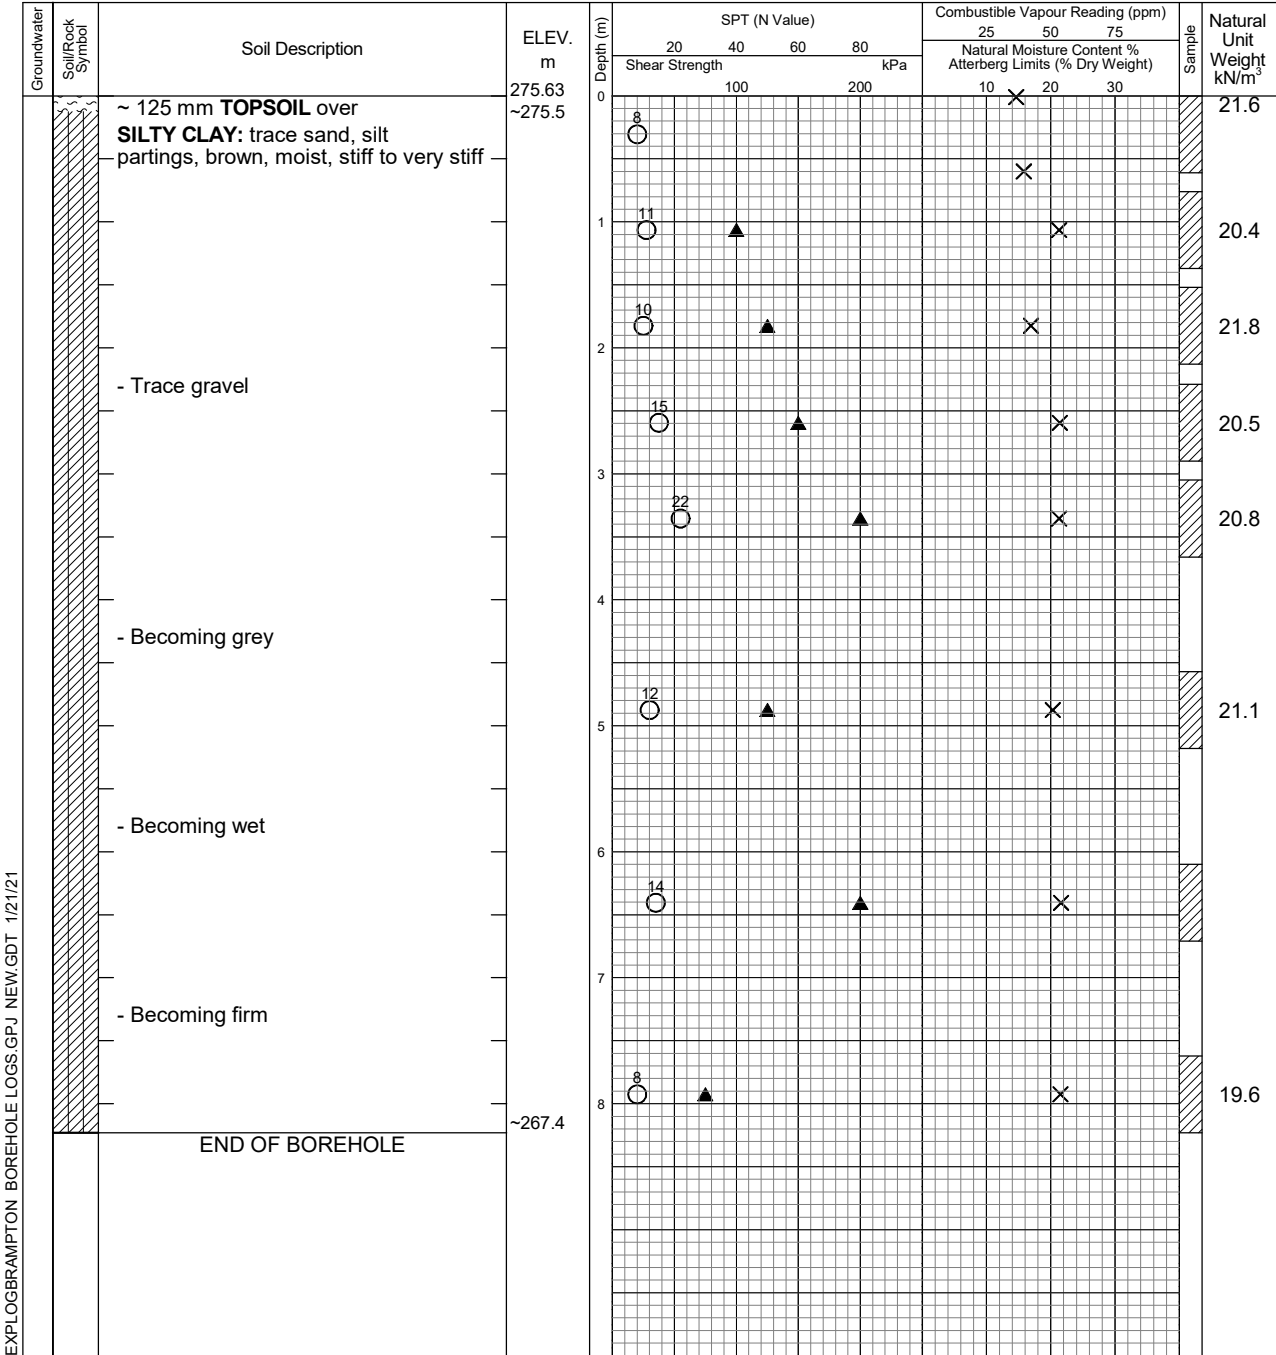 Groundwater
Soil/Rock
Symbol
Soil Description
ELEV.
m
275.63
Depth (m)
SPT (N Value)
20 40 60 80
Shear Strength kPa
100 200
Combustible Vapour Reading (ppm)
25 50 75
Natural Moisture Content %
Atterberg Limits (% Dry Weight)
10 20 30
Sample
Natural
Unit
Weight
kN/m³
0
~ 125 mm TOPSOIL over
~275.5
21.6
8
SILTY CLAY: trace sand, silt
partings, brown, moist, stiff to very stiff
1
11
20.4
10
21.8
2
- Trace gravel
15
20.5
3
22
20.8
4
- Becoming grey
12
21.1
5
- Becoming wet
6
14
7
- Becoming firm
8
19.6
8
~267.4
END OF BOREHOLE
EXPLOGBRAMPTON BOREHOLE LOGS.GPJ NEW.GDT 1/21/21